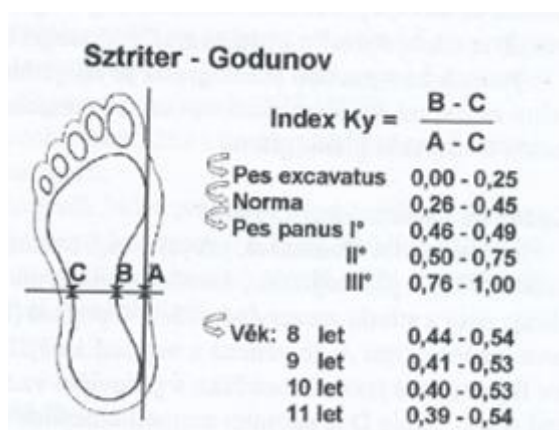 Sztriter - Godunov
Index Ky = B - C
A - C
Pes excavatus 0,00 - 0,25
Norma 0,26 - 0,45
Pes panus I° 0,46 - 0,49
II° 0,50 - 0,75
III° 0,76 - 1,00
C B A
Vék: 8 let 0,44 - 0,54
9 let 0,41 - 0,53
10 let 0,40 - 0,53
11 let 0,39 - 0,54